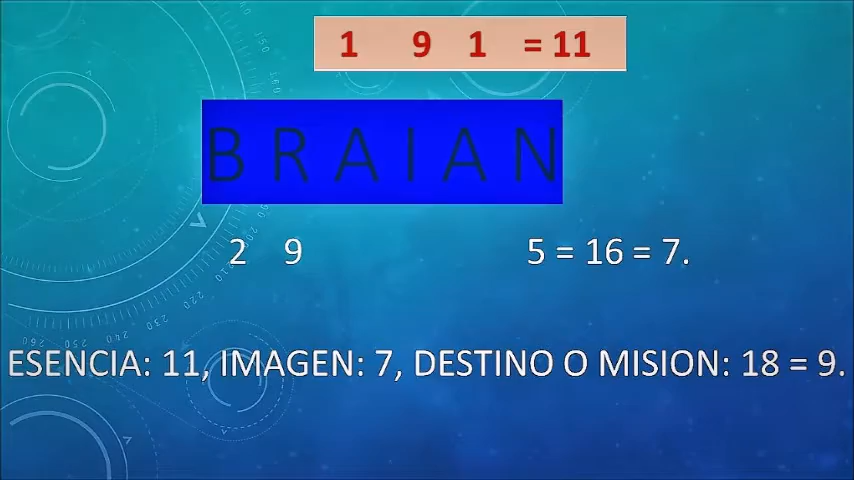 1 9 1 = 11
B R A I A N
2 9 5 = 16 = 7.
ESENCIA: 11, IMAGEN: 7, DESTINO O MISION: 18 = 9.